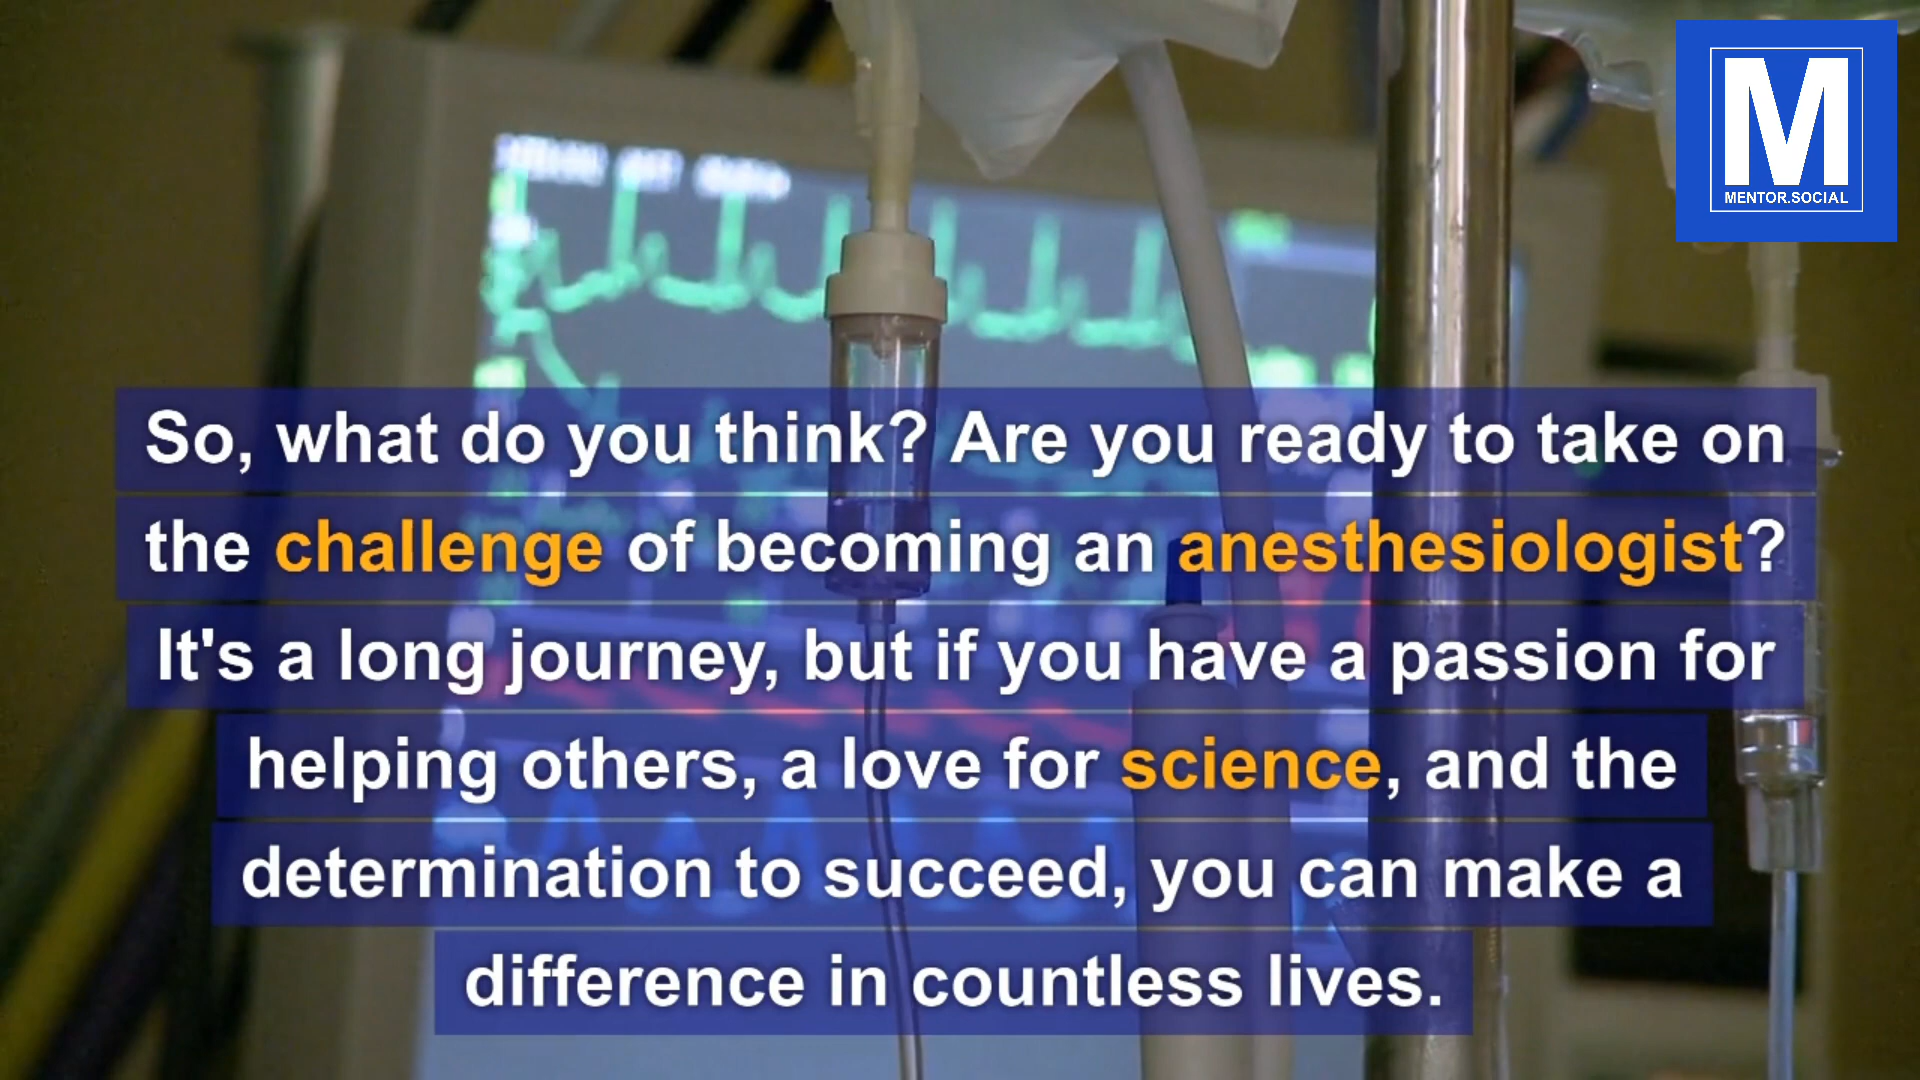 M
MENTOR.SOCIAL
So, what do you think? Are you ready to take on
the challenge of becoming an anesthesiologist?
It's a long journey, but if you have a passion for
helping others, a love for science, and the
determination to succeed, you can make a
difference in countless lives.